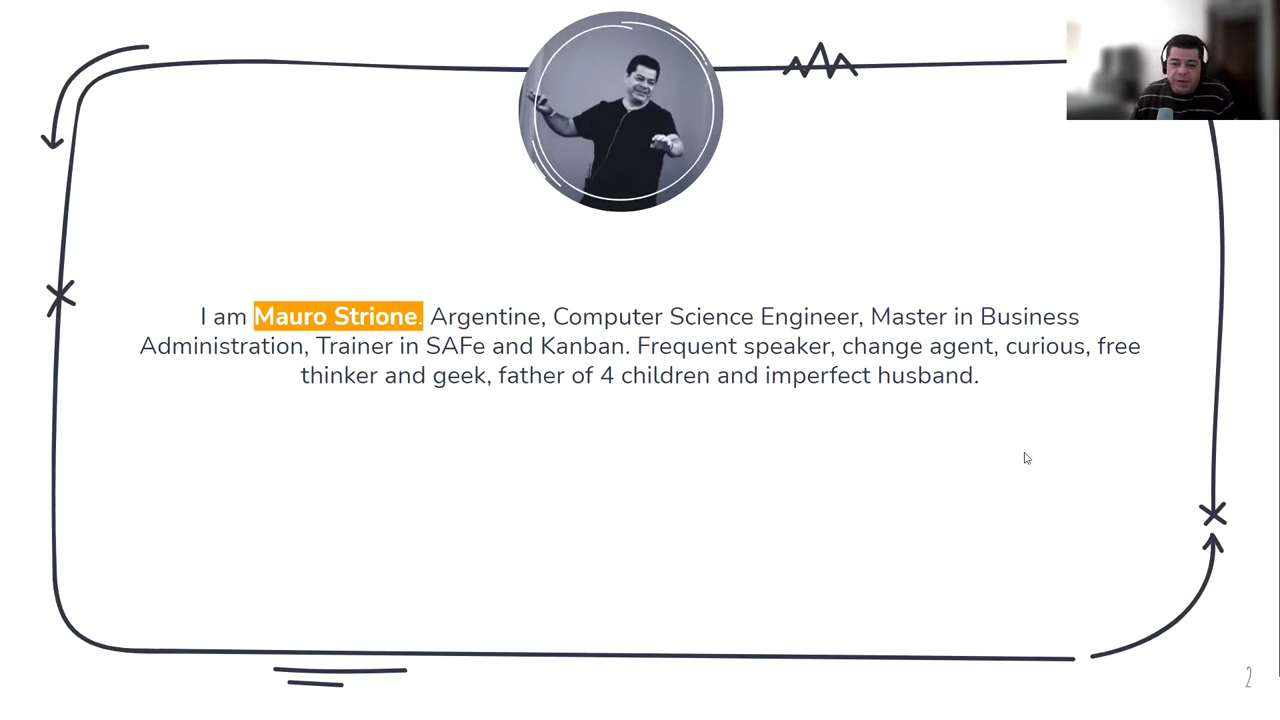 I am Mauro Strione. Argentine, Computer Science Engineer, Master in Business
Administration, Trainer in SAFe and Kanban. Frequent speaker, change agent, curious, free
thinker and geek, father of 4 children and imperfect husband.
2